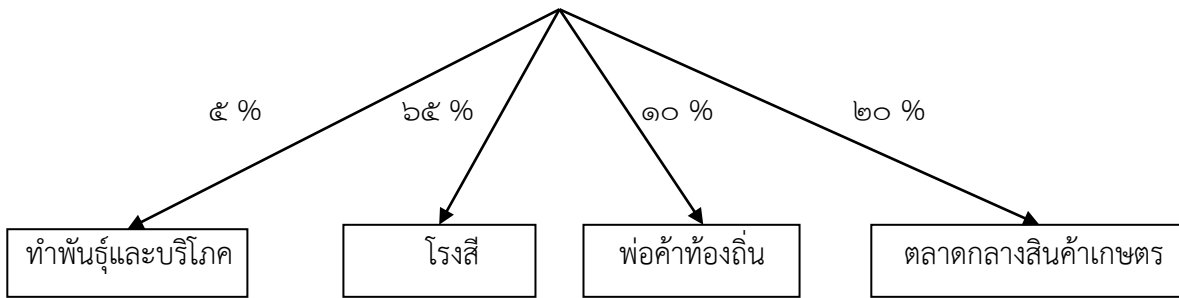 ๕ % ๖๕ % ๑๐ % ๒๐ %
ทำพันธุ์และบริโภค โรงสี พ่อค้าท้องถิ่น ตลาดกลางสินค้าเกษตร